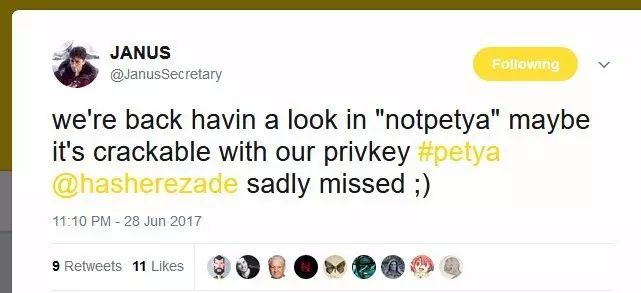 JANUS
@JanusSecretary
Following
we're back havin a look in "notpetya" maybe
it's crackable with our privkey #petya
@hasherezade sadly missed ;)
11:10 PM - 28 Jun 2017
9 Retweets 11 Likes